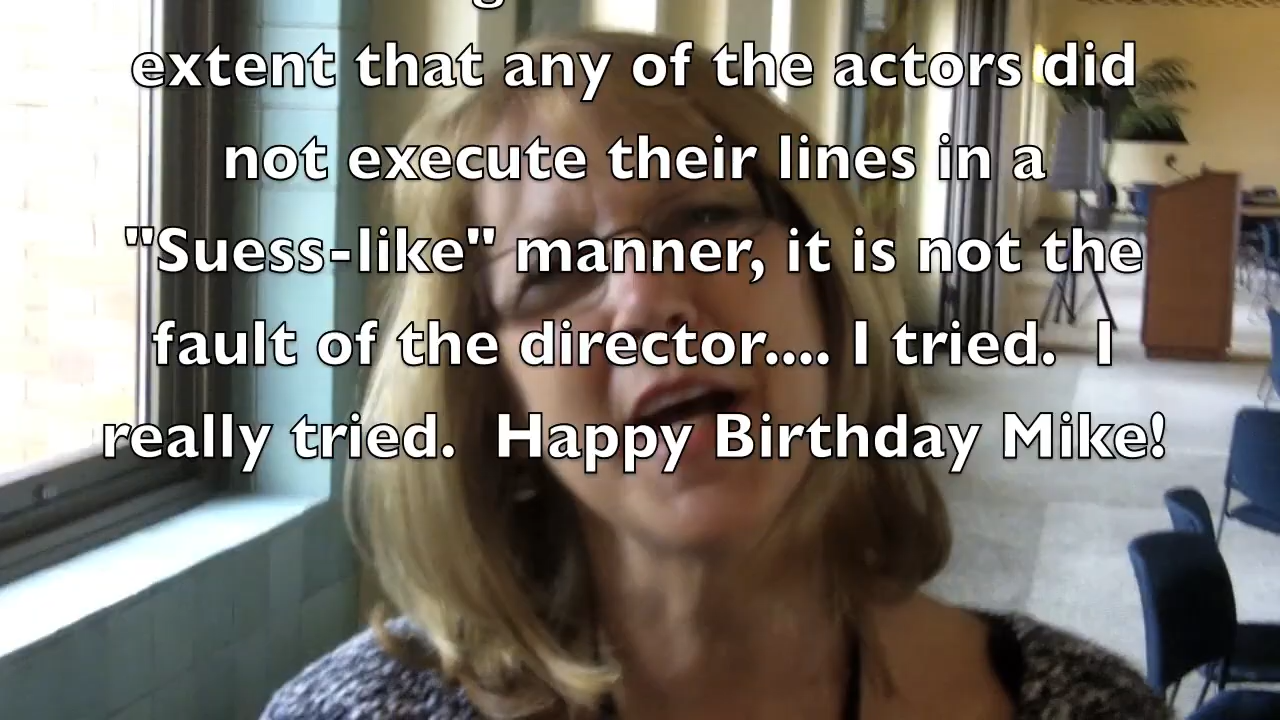 extent that any of the actors did
not execute their lines in a
"Suess-like" manner, it is not the
fault of the director.... I tried.  I
really tried.  Happy Birthday Mike!